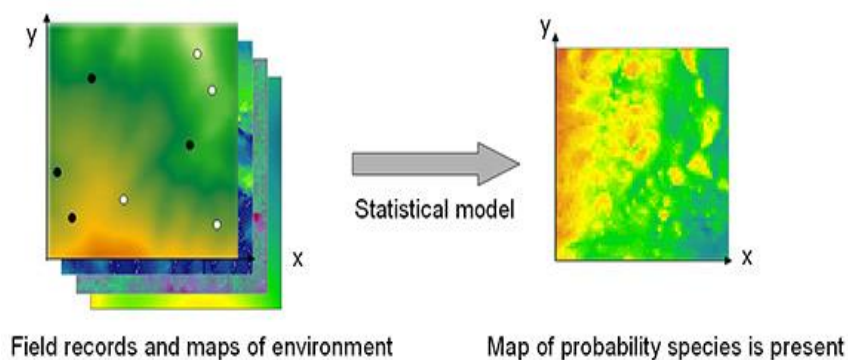 y
x
Statistical model
y
x
Field records and maps of environment
Map of probability species is present